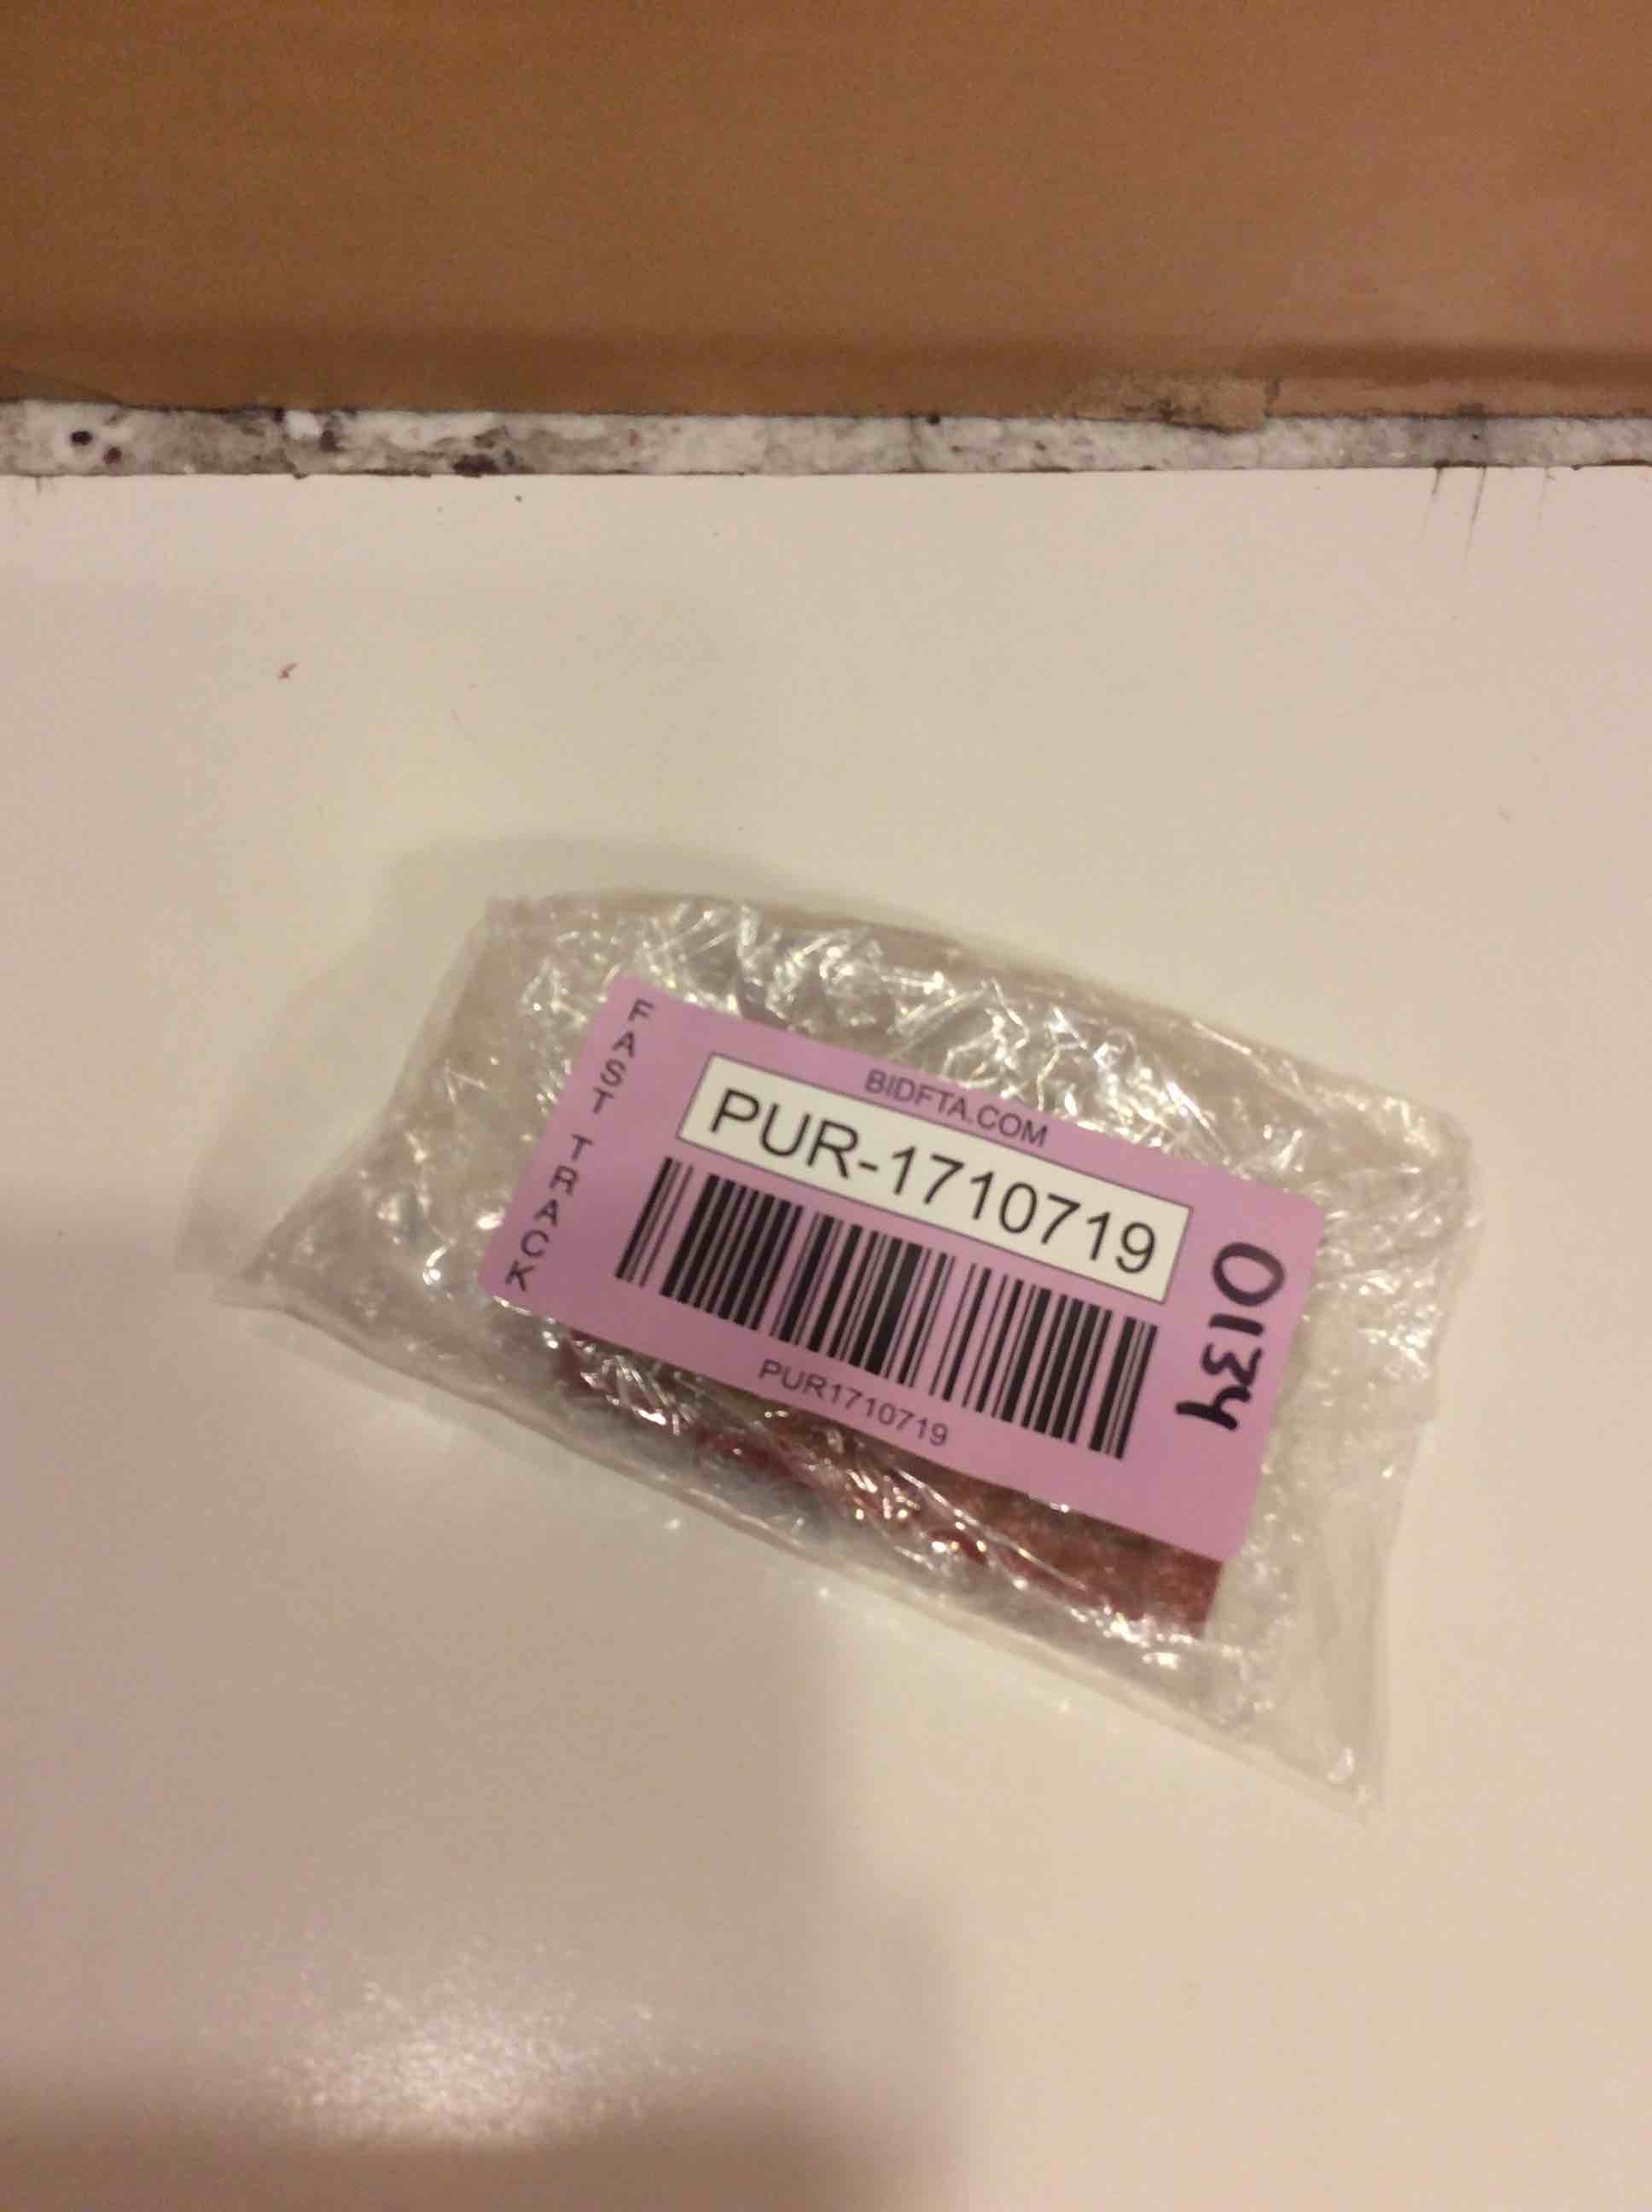 FAST TRACK
BIDFTA.COM
PUR-1710719
PUR1710719
0134